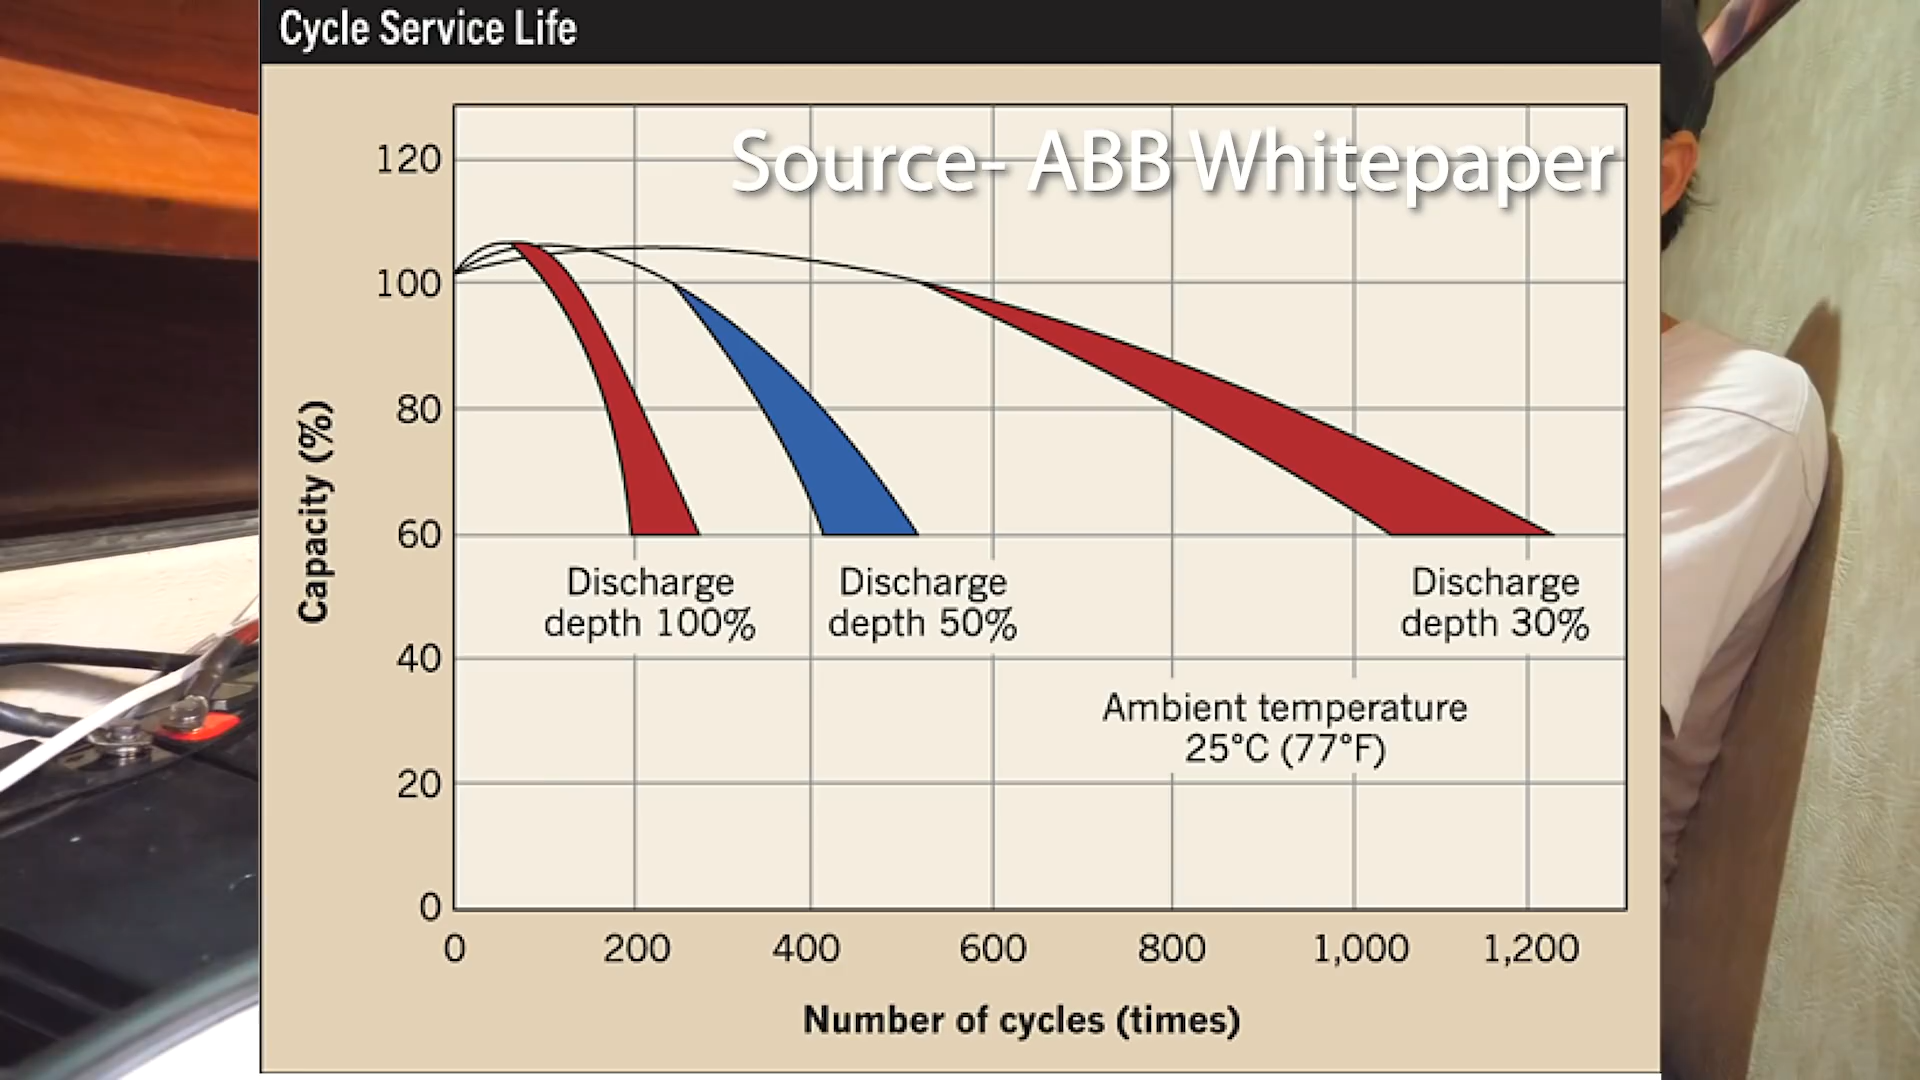 Cycle Service Life
Source- ABB Whitepaper
120
100
80
60
40
20
0
Capacity (%)
Discharge
depth 100%
Discharge
depth 50%
Discharge
depth 30%
Ambient temperature
25°C (77°F)
0 200 400 600 800 1,000 1,200
Number of cycles (times)